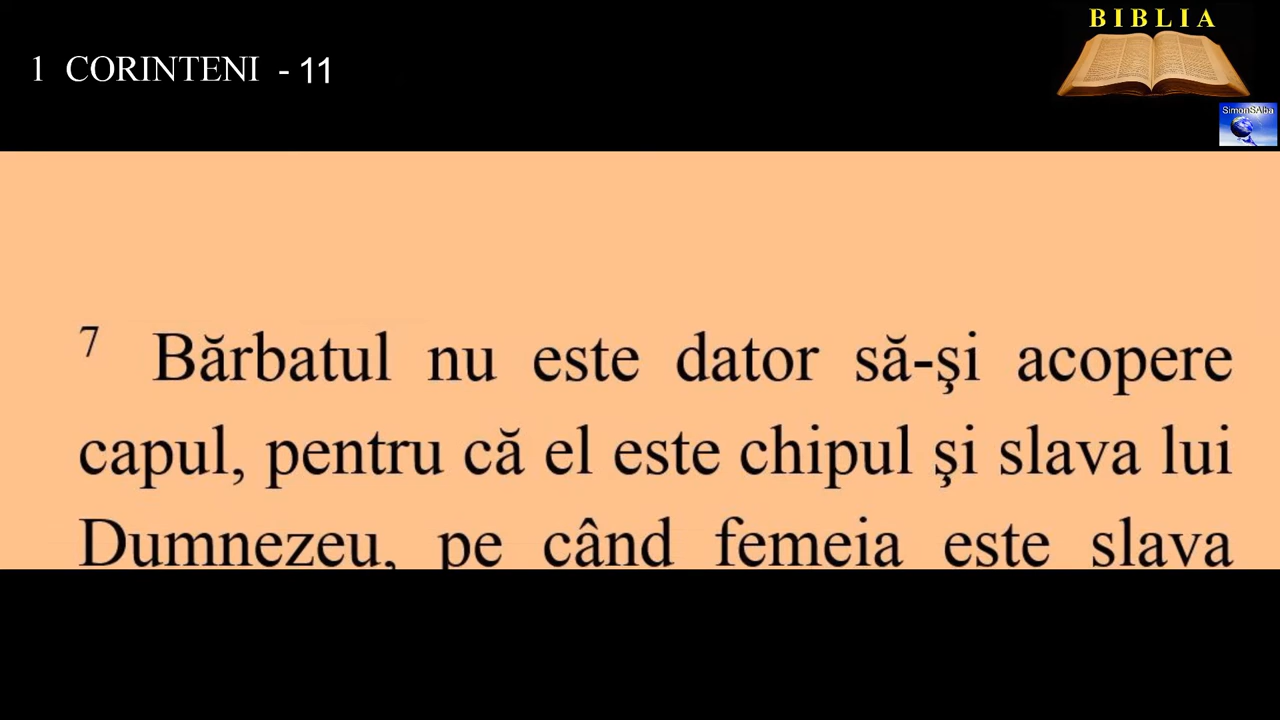 BIBLIA
1 CORINTENI - 11
SimonSAlba
7 Bărbatul nu este dator să-şi acopere
capul, pentru că el este chipul şi slava lui
Dumnezeu, pe când femeia este slava